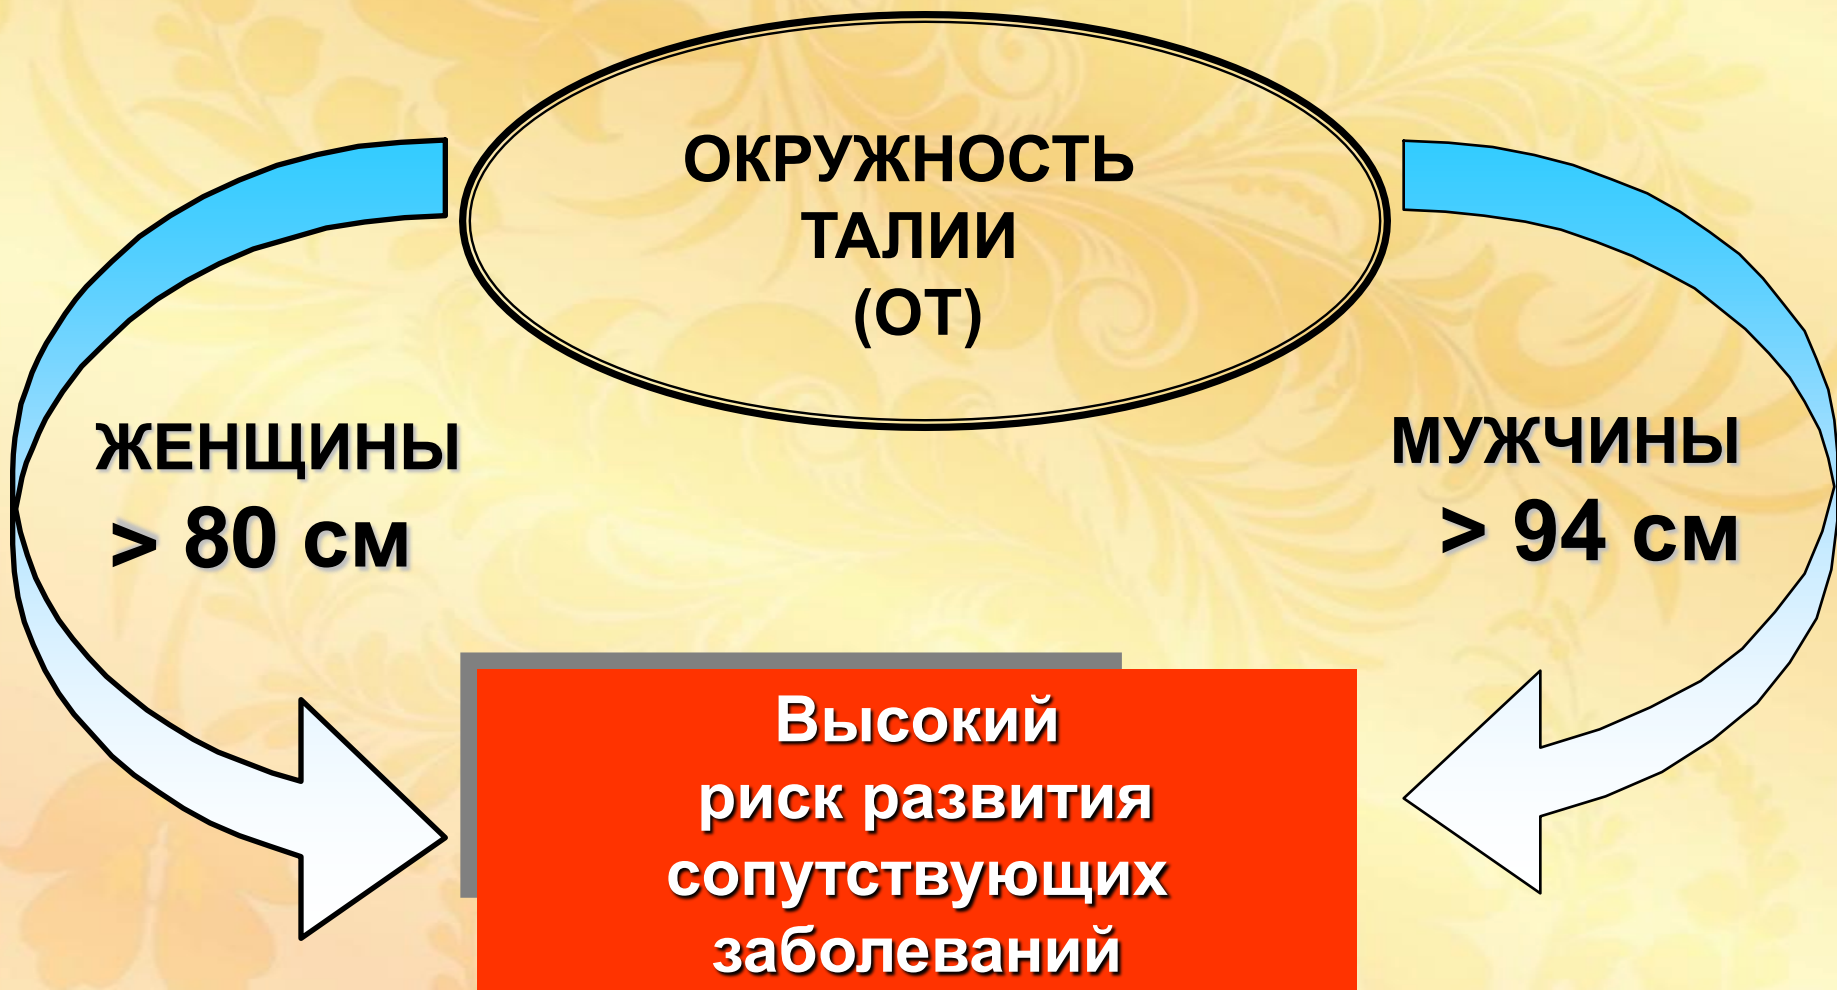 ОКРУЖНОСТЬ
ТАЛИИ
(ОТ)
ЖЕНЩИНЫ
> 80 см
МУЖЧИНЫ
> 94 см
Высокий
риск развития
сопутствующих
заболеваний